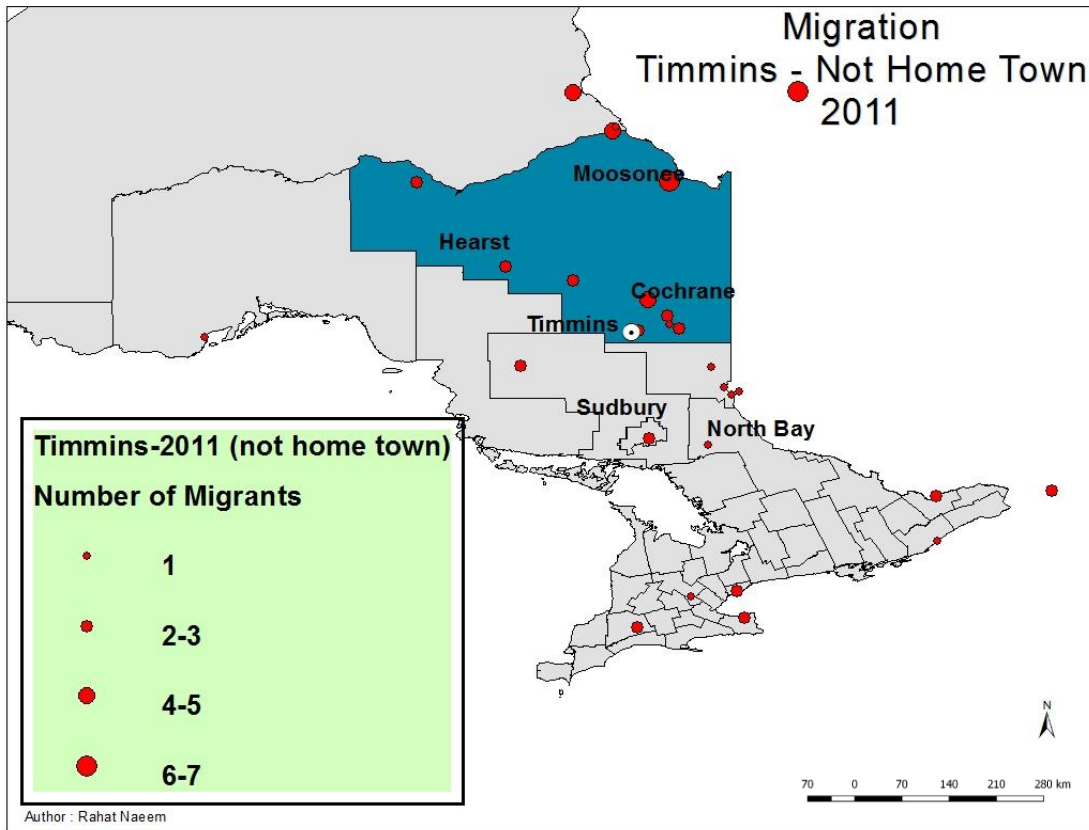 Migration
Timmins - Not Home Town
2011
Moosonee
Hearst
Cochrane
Timmins
Sudbury
North Bay
Timmins-2011 (not home town)
Number of Migrants
1
2-3
4-5
6-7
N
70 0 70 140 210 280 km
Author : Rahat Naeem